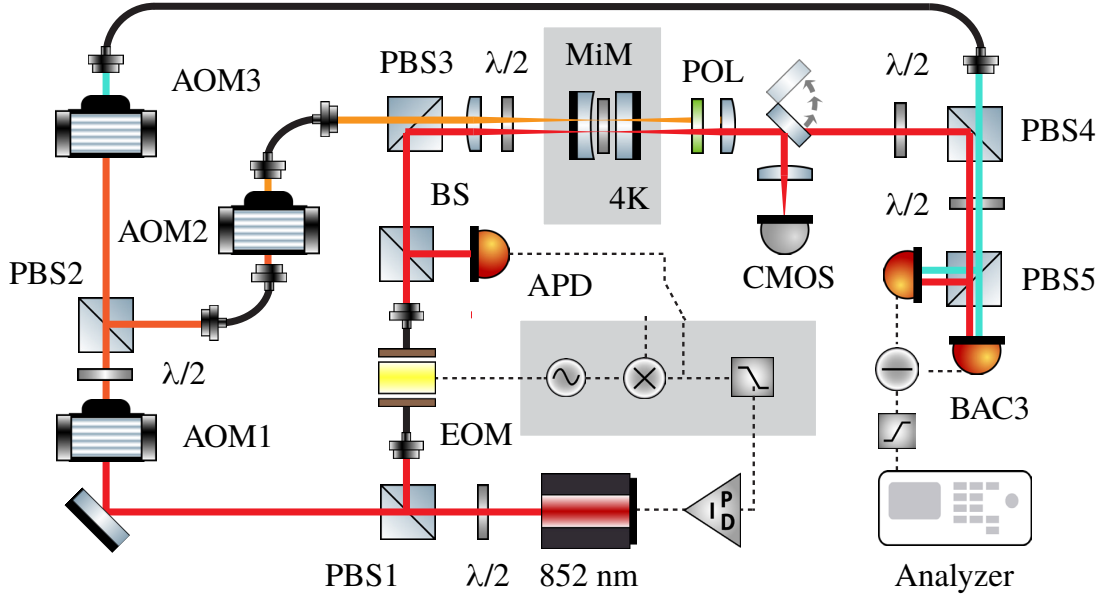 AOM3
PBS3
λ/2
MiM
POL
λ/2
PBS4
BS
4K
λ/2
AOM2
PBS2
APD
CMOS
PBS5
λ/2
BAC3
AOM1
EOM
P
I
D
PBS1
λ/2
852 nm
Analyzer